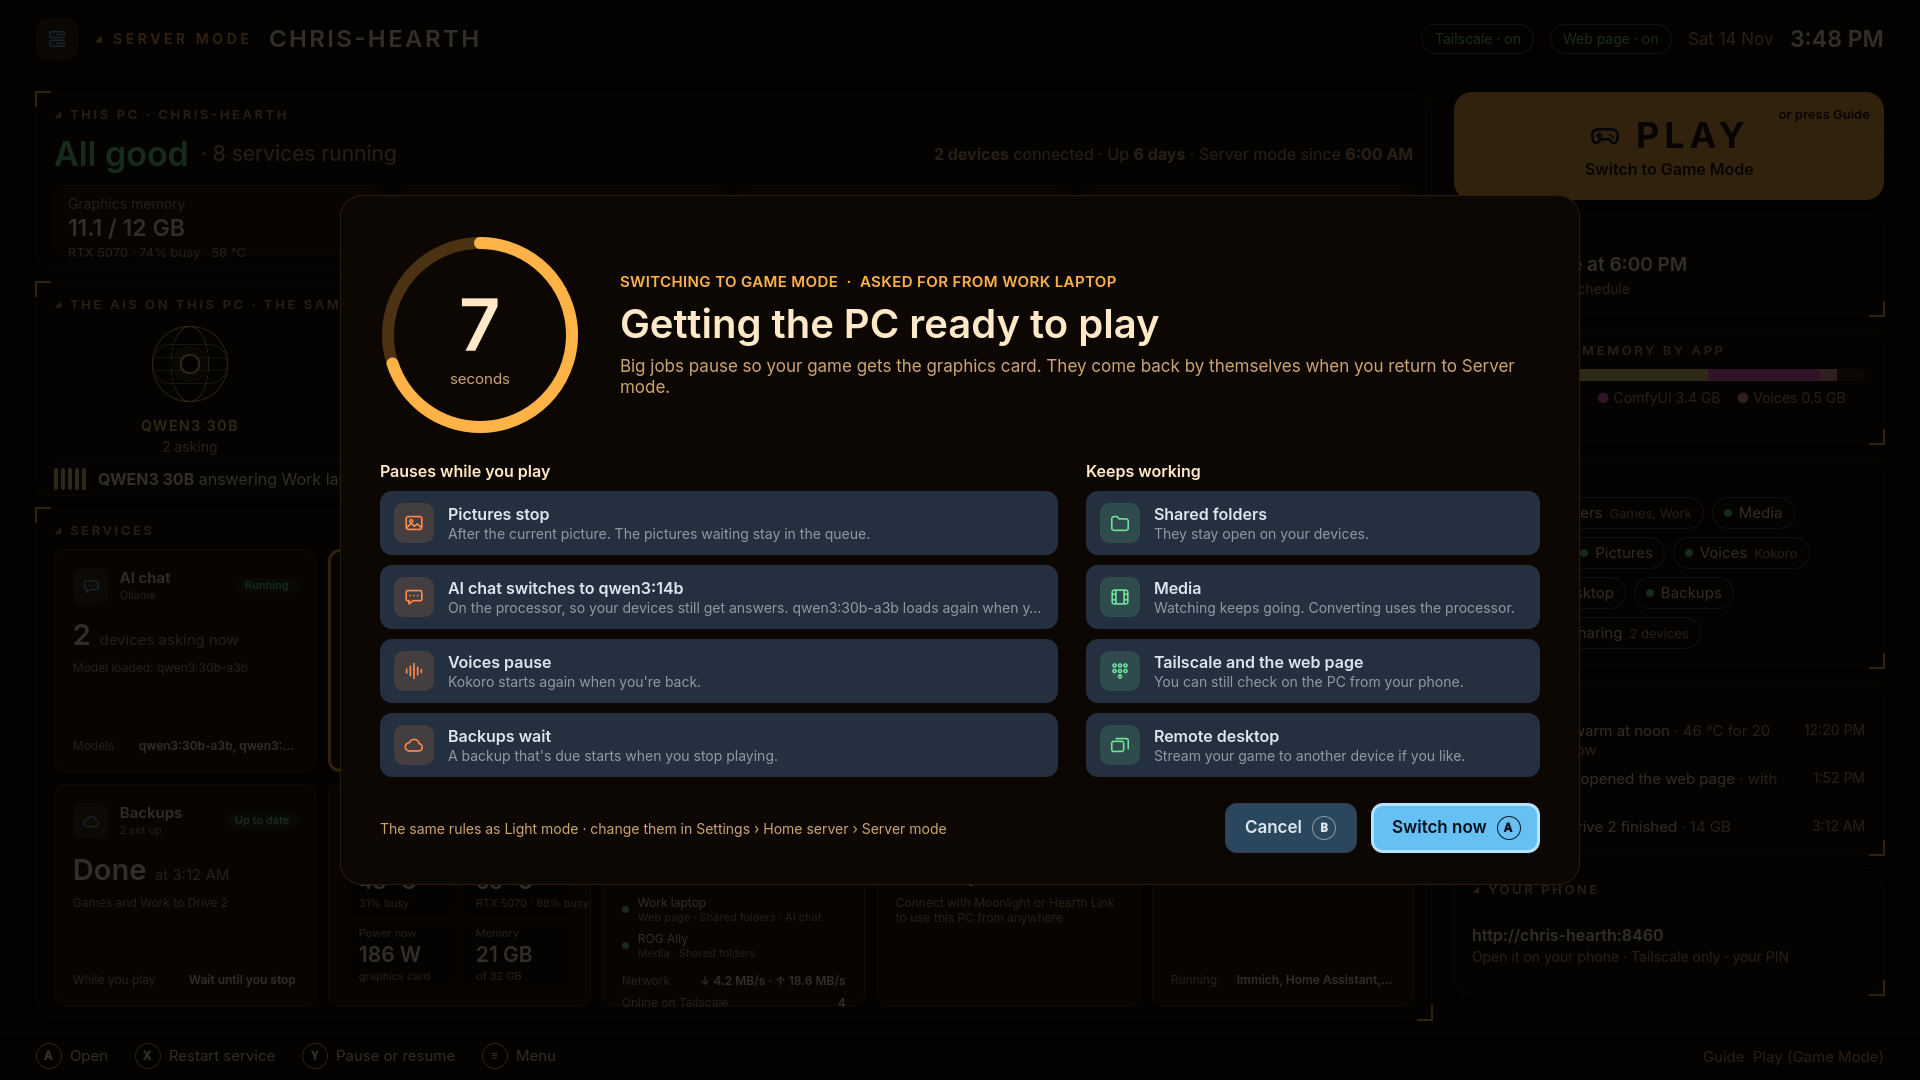 SERVER MODE CHRIS-HEARTH
Tailscale · on
Web page · on
Sat 14 Nov
3:48 PM
THIS PC · CHRIS-HEARTH
All good · 8 services running
2 devices connected · Up 6 days · Server mode since 6:00 AM
Graphics memory
11.1 / 12 GB
RTX 5070 · 74% busy · 58 °C
or press Guide
PLAY
Switch to Game Mode
at 6:00 PM
chedule
THE AIS ON THIS PC · THE SAM
QWEN3 30B
2 asking
QWEN3 30B answering Work la
MEMORY BY APP
ComfyUI 3.4 GB
Voices 0.5 GB
7
seconds
SWITCHING TO GAME MODE · ASKED FOR FROM WORK LAPTOP
Getting the PC ready to play
Big jobs pause so your game gets the graphics card. They come back by themselves when you return to Server
mode.
Pauses while you play
Pictures stop
After the current picture. The pictures waiting stay in the queue.
AI chat switches to qwen3:14b
On the processor, so your devices still get answers. qwen3:30b-a3b loads again when y...
Voices pause
Kokoro starts again when you're back.
Backups wait
A backup that's due starts when you stop playing.
Keeps working
Shared folders
They stay open on your devices.
Media
Watching keeps going. Converting uses the processor.
Tailscale and the web page
You can still check on the PC from your phone.
Remote desktop
Stream your game to another device if you like.
The same rules as Light mode · change them in Settings › Home server › Server mode
Cancel B
Switch now A
SERVICES
AI chat
Ollama
Running
2 devices asking now
Model loaded: qwen3:30b-a3b
Models qwen3:30b-a3b, qwen3:...
Backups
2 set up
Up to date
Done at 3:12 AM
Games and Work to Drive 2
While you play Wait until you stop
31% busy
RTX 5070 · 68% bus
Power now
186 W
graphics card
Memory
21 GB
of 32 GB
Work laptop
Web page · Shared folders · AI chat
ROG Ally
Media · Shared folders
Network ↓ 4.2 MB/s · ↑ 18.6 MB/s
Online on Tailscale 4
Connect with Moonlight or Hearth Link
to use this PC from anywhere
Running Immich, Home Assistant,...
ers Games, Work
Media
Pictures
Voices Kokoro
sktop
Backups
haring 2 devices
warm at noon · 46 °C for 20 12:20 PM
ow
opened the web page · with 1:52 PM
rive 2 finished · 14 GB 3:12 AM
YOUR PHONE
http://chris-hearth:8460
Open it on your phone · Tailscale only · your PIN
A Open
X Restart service
Y Pause or resume
≡ Menu
Guide Play (Game Mode)